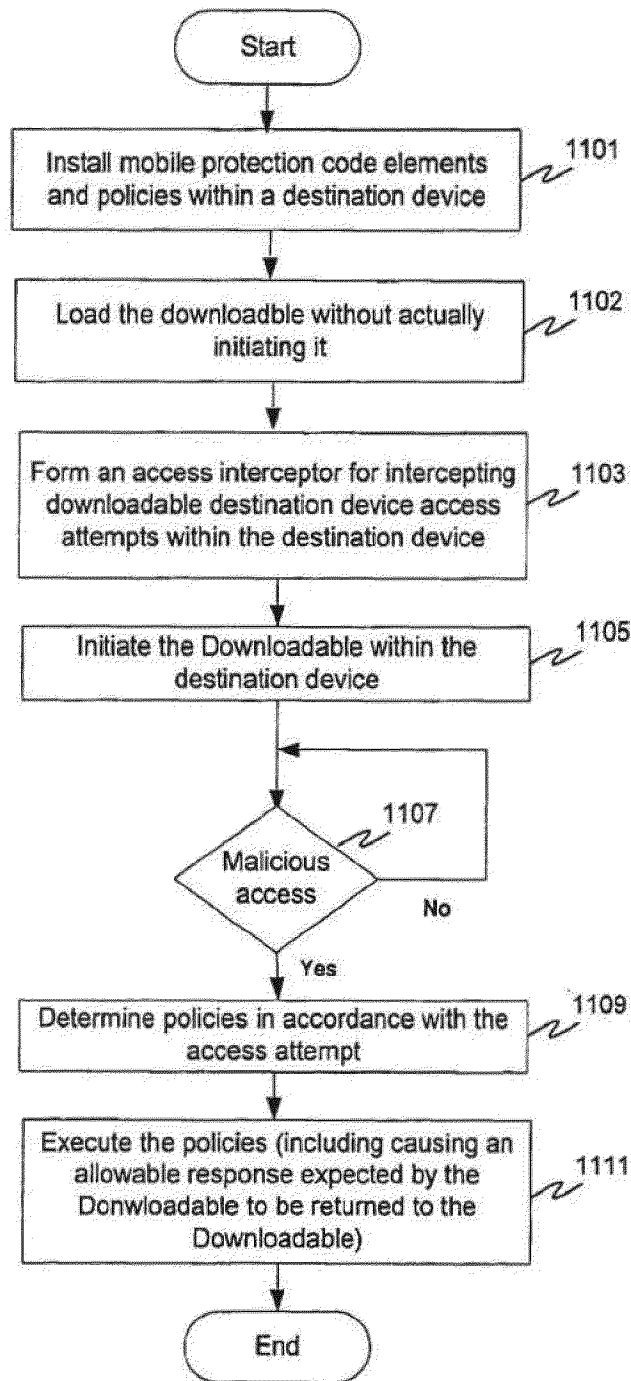 Start
Install mobile protection code elements
and policies within a destination device
1101
Load the downloadble without actually
initiating it
1102
Form an access interceptor for intercepting
downloadable destination device access
attempts within the destination device
1103
Initiate the Downloadable within the
destination device
1105
Malicious
access
1107
No
Yes
Determine policies in accordance with the
access attempt
1109
Execute the policies (including causing an
allowable response expected by the
Donwloadable to be returned to the
Downloadable)
1111
End